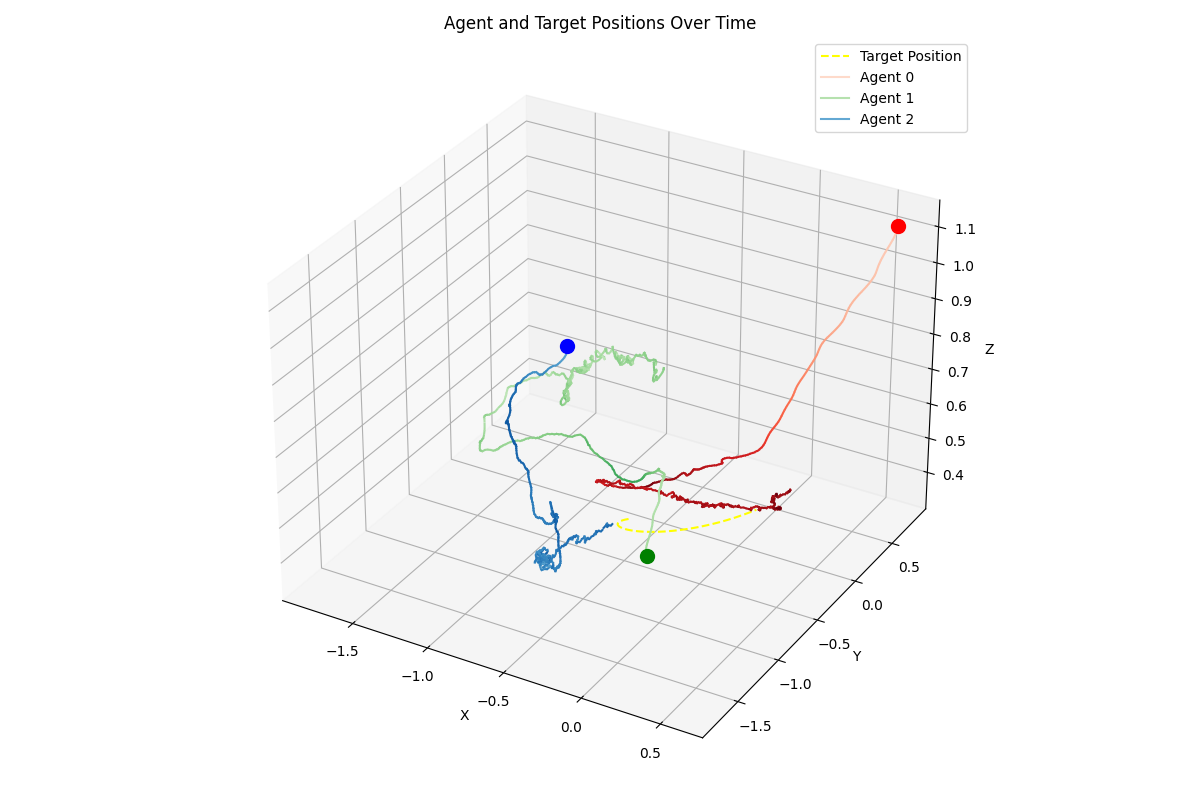 Agent and Target Positions Over Time
Target Position
Agent 0
Agent 1
Agent 2
1.1
1.0
0.9
0.8
Z
0.7
0.6
0.5
0.4
0.5
0.0
−0.5
Y
−1.0
−1.5
−1.5
−1.0
−0.5
X
0.0
0.5